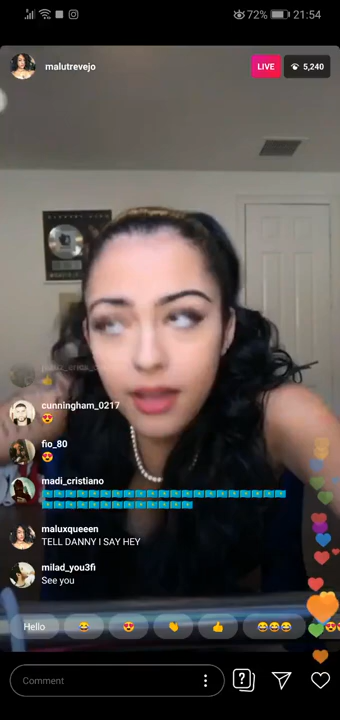 72% 21:54
malutrevejo LIVE 5,240
cunningham_0217
fio_80
madi_cristiano
maluxqueeen
TELL DANNY I SAY HEY
milad_you3fi
See you
Hello
Comment